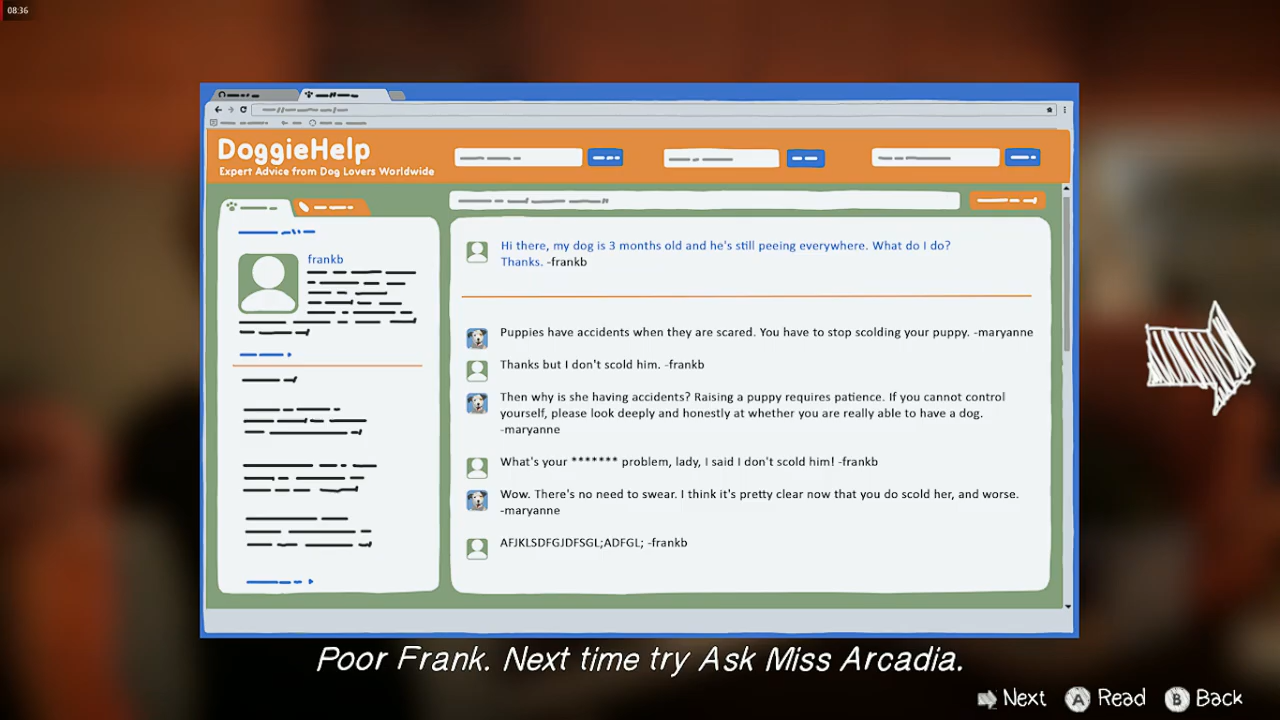 08:36
DoggieHelp
Expert Advice from Dog Lovers Worldwide
frankb
Hi there, my dog is 3 months old and he's still peeing everywhere. What do I do?
Thanks. -frankb
Puppies have accidents when they are scared. You have to stop scolding your puppy. -maryanne
Thanks but I don't scold him. -frankb
Then why is she having accidents? Raising a puppy requires patience. If you cannot control
yourself, please look deeply and honestly at whether you are really able to have a dog.
-maryanne
What's your ******* problem, lady, I said I don't scold him! -frankb
Wow. There's no need to swear. I think it's pretty clear now that you do scold her, and worse.
-maryanne
AFJKLSDFGJDFSGL;ADFGL; -frankb
Poor Frank. Next time try Ask Miss Arcadia.
Next A Read B Back